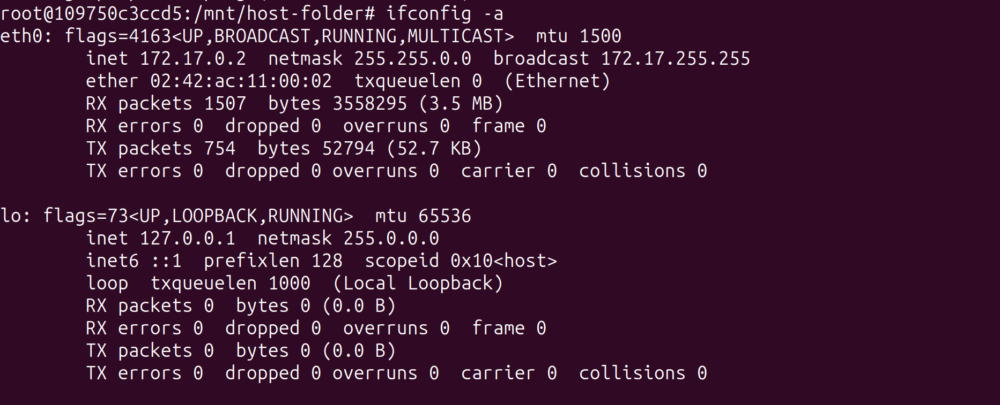 root@109750c3ccd5:/mnt/host-folder# ifconfig -a
eth0: flags=4163<UP,BROADCAST,RUNNING,MULTICAST>  mtu 1500
        inet 172.17.0.2  netmask 255.255.0.0  broadcast 172.17.255.255
        ether 02:42:ac:11:00:02  txqueuelen 0  (Ethernet)
        RX packets 1507  bytes 3558295 (3.5 MB)
        RX errors 0  dropped 0  overruns 0  frame 0
        TX packets 754  bytes 52794 (52.7 KB)
        TX errors 0  dropped 0 overruns 0  carrier 0  collisions 0

lo: flags=73<UP,LOOPBACK,RUNNING>  mtu 65536
        inet 127.0.0.1  netmask 255.0.0.0
        inet6 ::1  prefixlen 128  scopeid 0x10<host>
        loop  txqueuelen 1000  (Local Loopback)
        RX packets 0  bytes 0 (0.0 B)
        RX errors 0  dropped 0  overruns 0  frame 0
        TX packets 0  bytes 0 (0.0 B)
        TX errors 0  dropped 0 overruns 0  carrier 0  collisions 0